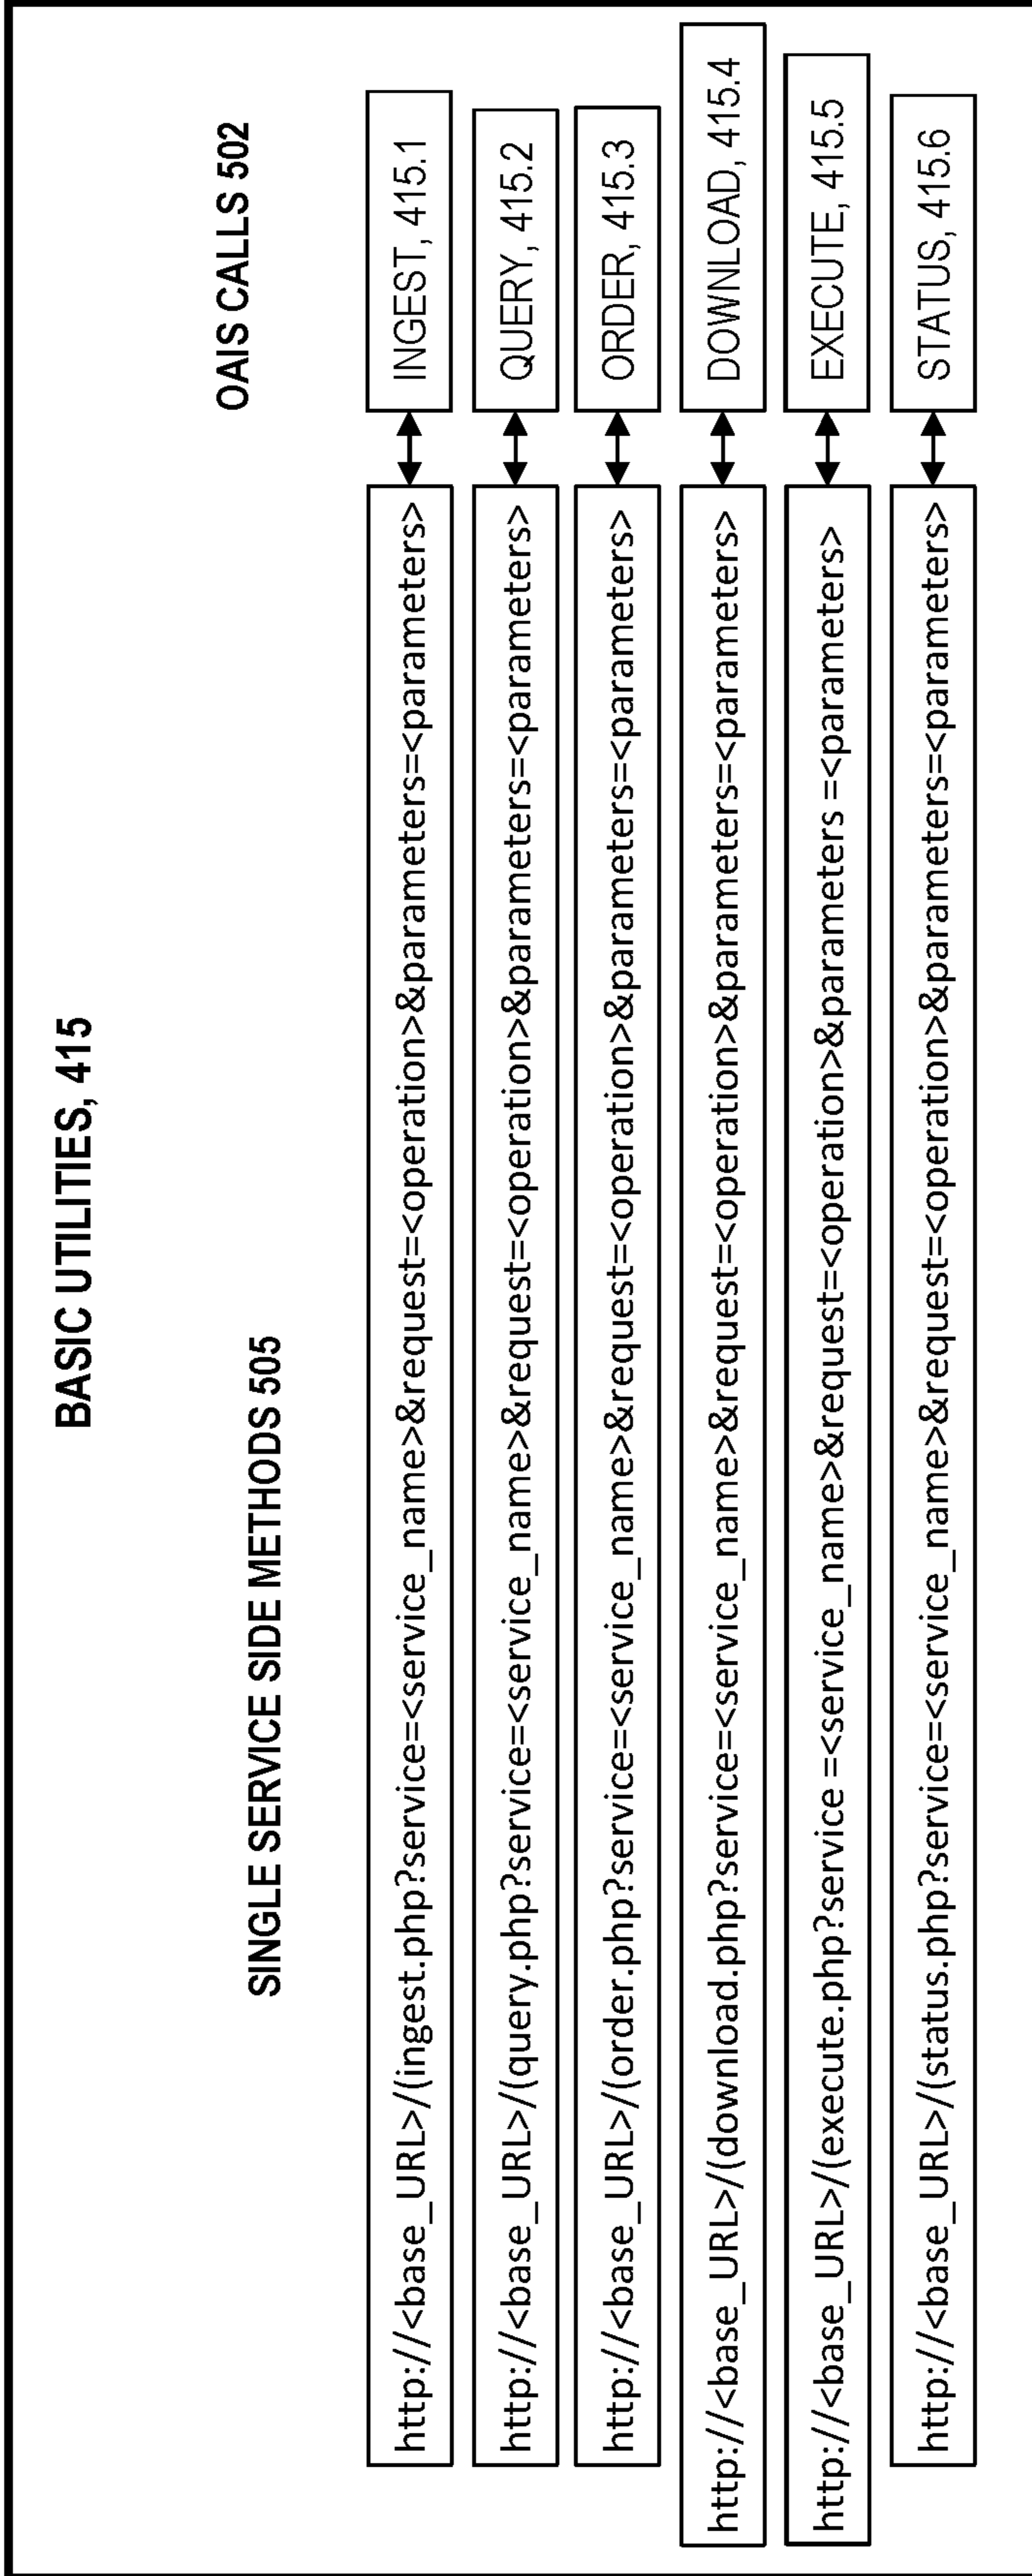 BASIC UTILITIES, 415
SINGLE SERVICE SIDE METHODS 505
OAIS CALLS 502
http://<base_URL>/(ingest.php?service=<service_name>&request=<operation>&parameters=<parameters>
INGEST, 415.1
http://<base_URL>/(query.php?service=<service_name>&request=<operation>&parameters=<parameters>
QUERY, 415.2
http://<base_URL>/(order.php?service=<service_name>&request=<operation>&parameters=<parameters>
ORDER, 415.3
http://<base_URL>/(download.php?service=<service_name>&request=<operation>&parameters=<parameters>
DOWNLOAD, 415.4
http://<base_URL>/(execute.php?service =<service_name>&request=<operation>&parameters =<parameters>
EXECUTE, 415.5
http://<base_URL>/(status.php?service=<service_name>&request=<operation>&parameters=<parameters>
STATUS, 415.6